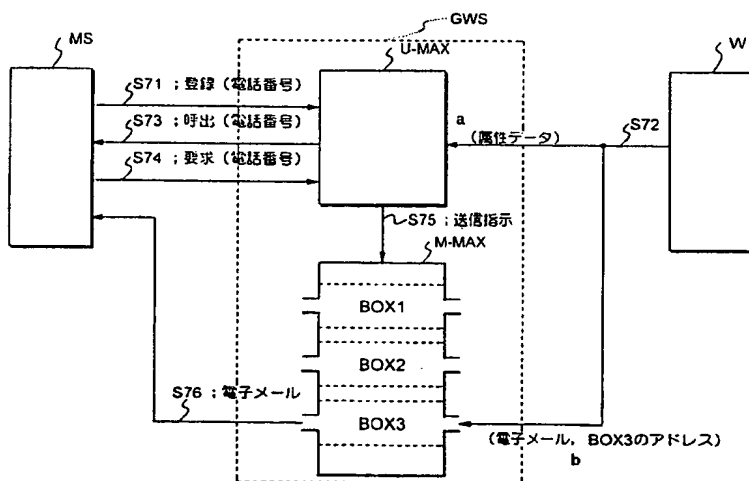 GWS
MS
U-MAX
W
S71 ; 登録 (電話番号)
S73 ; 呼出 (電話番号)
S74 ; 要求 (電話番号)
a
(属性データ)
S72
S75 ; 送信指示
M-MAX
BOX1
BOX2
BOX3
S76 ; 電子メール
(電子メール, BOX3のアドレス)
b